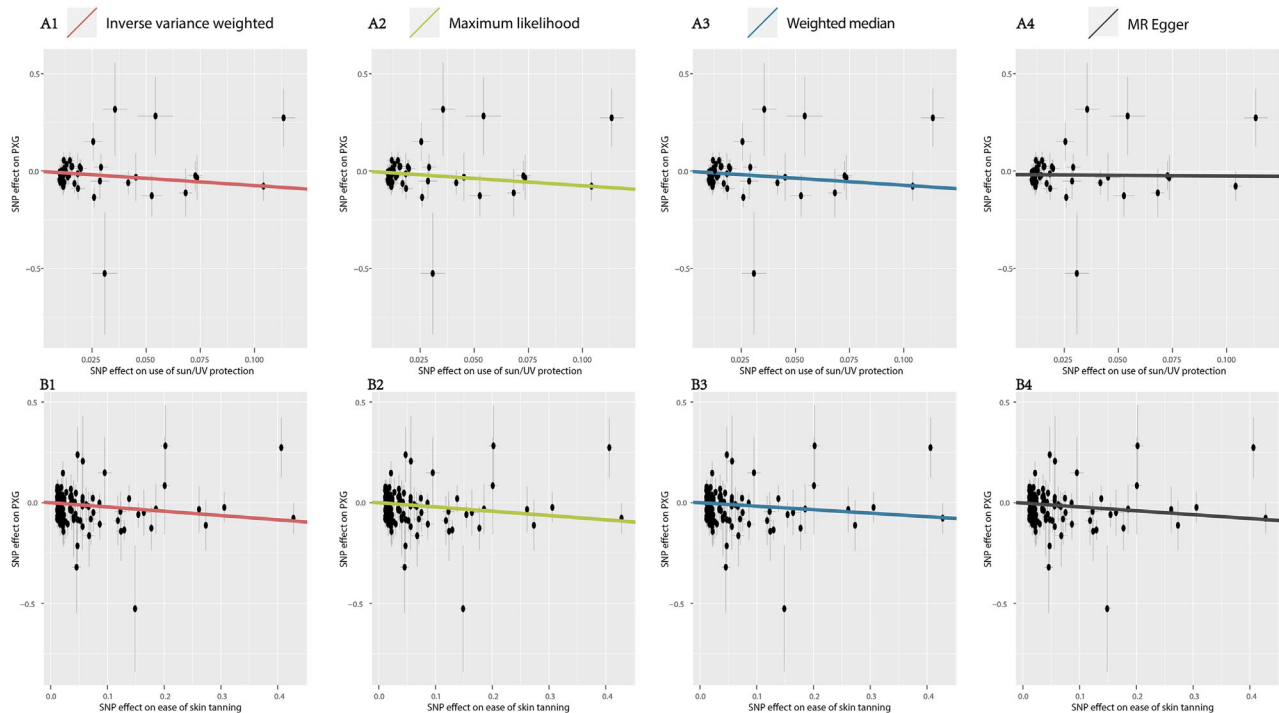 A1 Inverse variance weighted
A2 Maximum likelihood
A3 Weighted median
A4 MR Egger
SNP effect on PXG
0.5
0.0
−0.5
0.025 0.050 0.075 0.100
SNP effect on use of sun/UV protection
SNP effect on PXG
0.5
0.0
−0.5
0.025 0.050 0.075 0.100
SNP effect on use of sun/UV protection
SNP effect on PXG
0.5
0.0
−0.5
0.025 0.050 0.075 0.100
SNP effect on use of sun/UV protection
SNP effect on PXG
0.5
0.0
−0.5
0.025 0.050 0.075 0.100
SNP effect on use of sun/UV protection
B1
SNP effect on PXG
0.5
0.0
−0.5
0.0 0.1 0.2 0.3 0.4
SNP effect on ease of skin tanning
B2
SNP effect on PXG
0.5
0.0
−0.5
0.0 0.1 0.2 0.3 0.4
SNP effect on ease of skin tanning
B3
SNP effect on PXG
0.5
0.0
−0.5
0.0 0.1 0.2 0.3 0.4
SNP effect on ease of skin tanning
B4
SNP effect on PXG
0.5
0.0
−0.5
0.0 0.1 0.2 0.3 0.4
SNP effect on ease of skin tanning